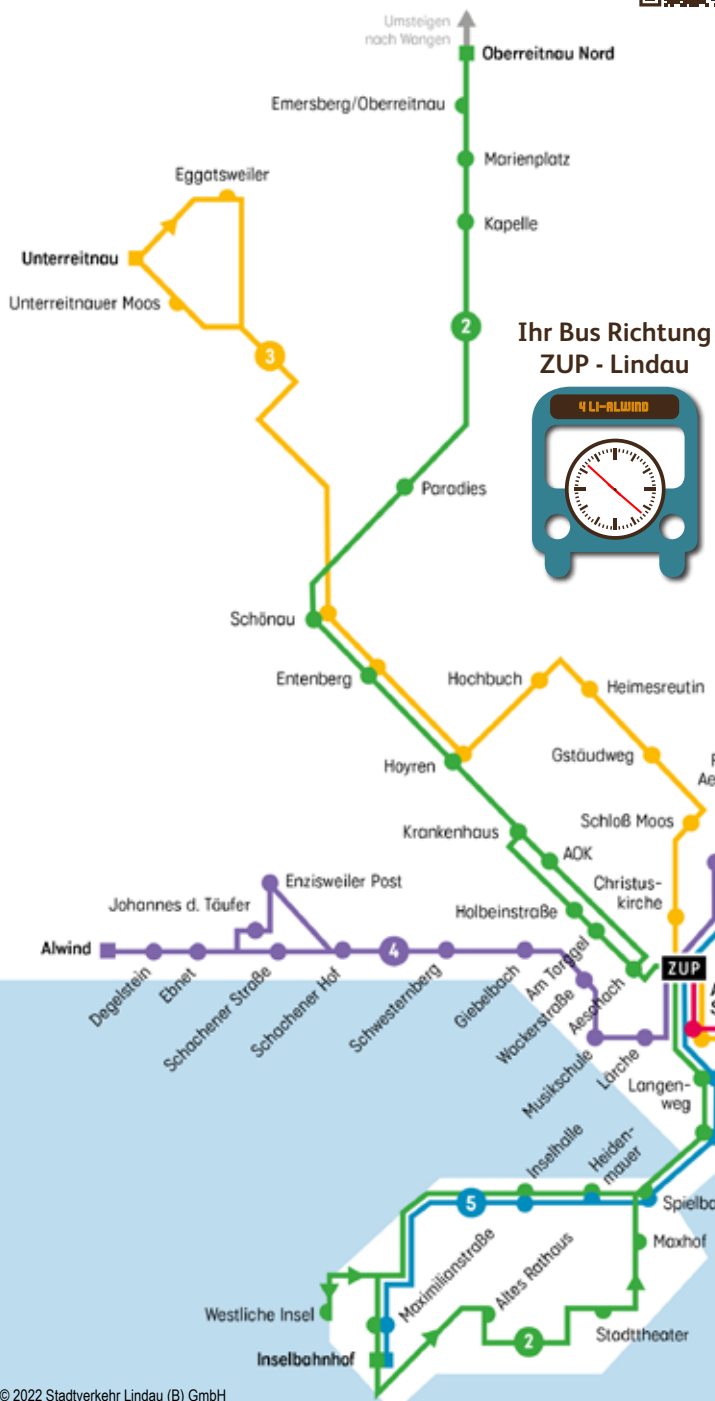 Umsteigen
nach Wangen
Oberreitnau Nord
Emersberg/Oberreitnau
Marienplatz
Eggatsweiler
Kapelle
Unterreitnau
Unterreitnauer Moos
2
Ihr Bus Richtung
ZUP - Lindau
3
4 LI-ALWIND
Paradies
Schönau
Entenberg
Hochbuch
Heimesreutin
Hoyren
Gstäudweg
Krankenhaus
Schloß Moos
AOK
Enzisweiler Post
Christus-
kirche
Johannes d. Täufer
Holbeinstraße
Alwind
4
Am Torggel
ZUP
Degelstein
Ebnet
Schachener Straße
Schachener Hof
Schwesternberg
Giebelbach
Wackerstraße
Aeschach
Musikschule
Lärche
Langen-
weg
Inselhalle
Heiden-
mauer
5
Spielba
Maximilianstraße
Altes Rathaus
Maxhof
Westliche Insel
Stadttheater
2
Inselbahnhof
© 2022 Stadtverkehr Lindau (B) GmbH